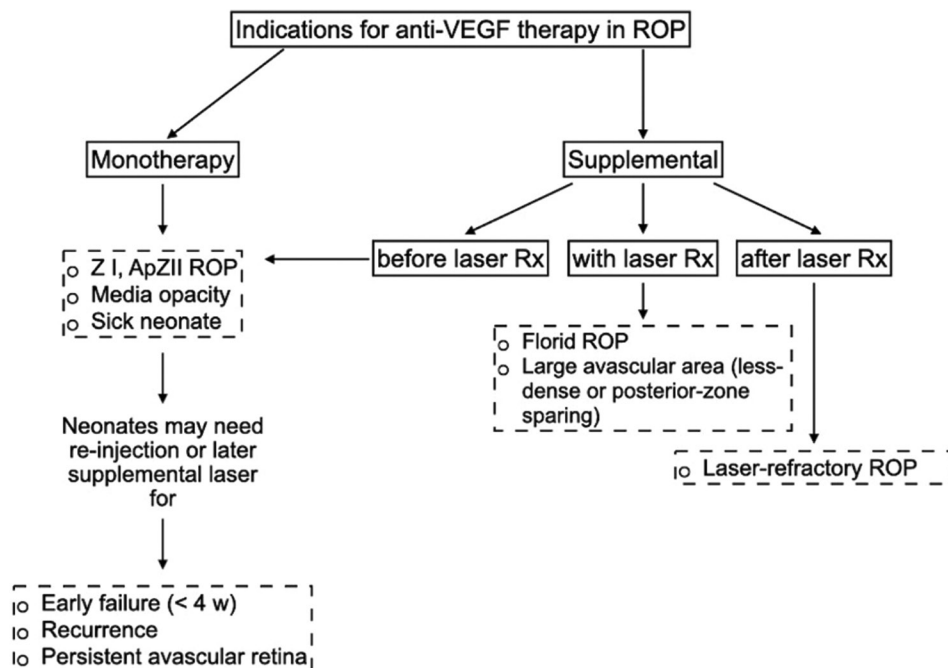 Indications for anti-VEGF therapy in ROP
Monotherapy
Supplemental
before laser Rx
with laser Rx
after laser Rx
o Z I, ApZII ROP
o Media opacity
o Sick neonate
o Florid ROP
o Large avascular area (less-
dense or posterior-zone
sparing)
Neonates may need
re-injection or later
supplemental laser
for
o Laser-refractory ROP
o Early failure (< 4 w)
o Recurrence
o Persistent avascular retina